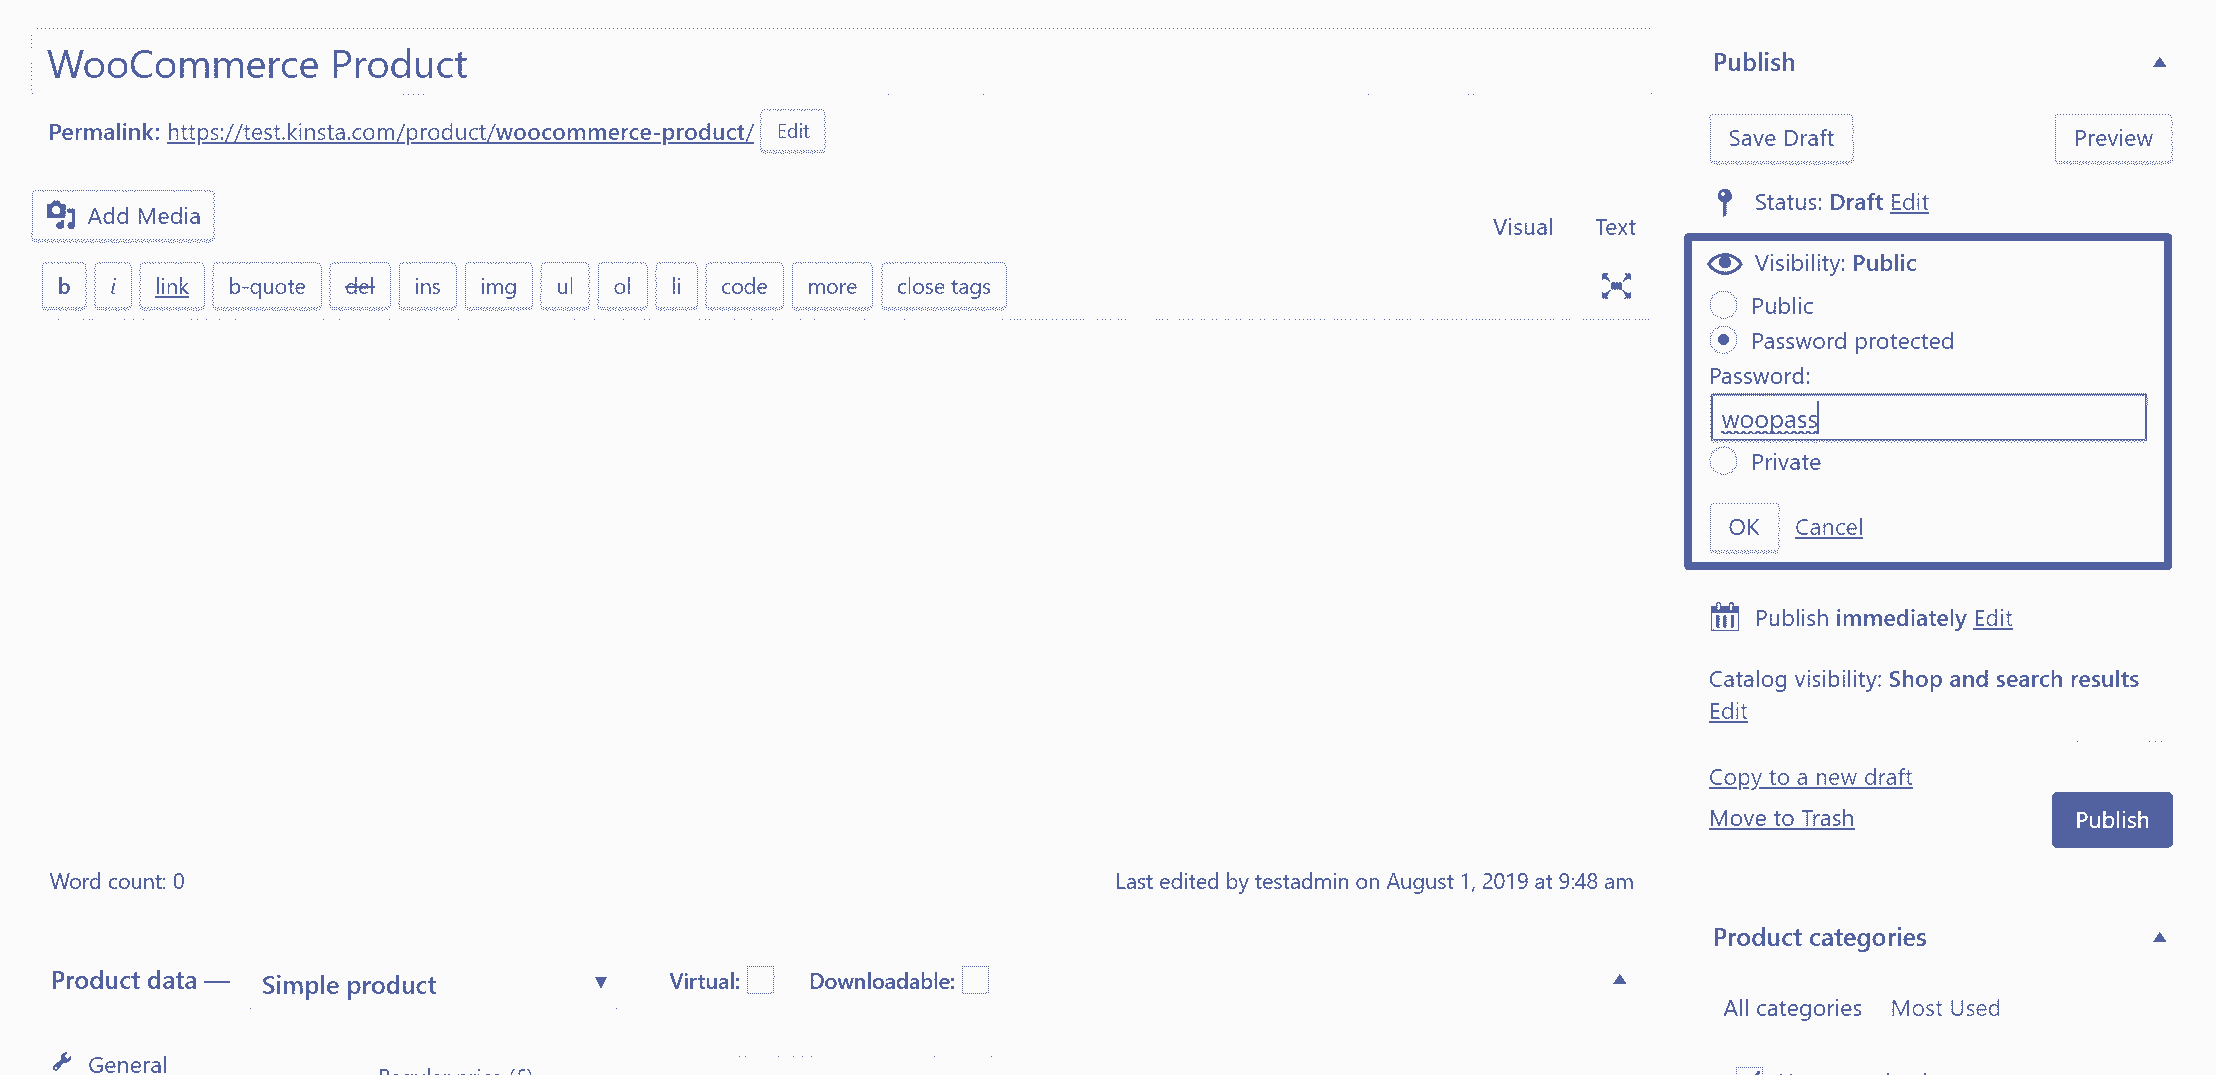 WooCommerce Product
Permalink: https://test.kinsta.com/product/woocommerce-product/ Edit
Add Media
Visual Text
b i link b-quote del ins img ul ol li code more close tags
Word count: 0
Last edited by testadmin on August 1, 2019 at 9:48 am
Product data — Simple product Virtual: Downloadable:
General
Publish
Save Draft Preview
Status: Draft Edit
Visibility: Public
Public
Password protected
Password:
woopass
Private
OK Cancel
Publish immediately Edit
Catalog visibility: Shop and search results
Edit
Copy to a new draft
Move to Trash
Publish
Product categories
All categories Most Used